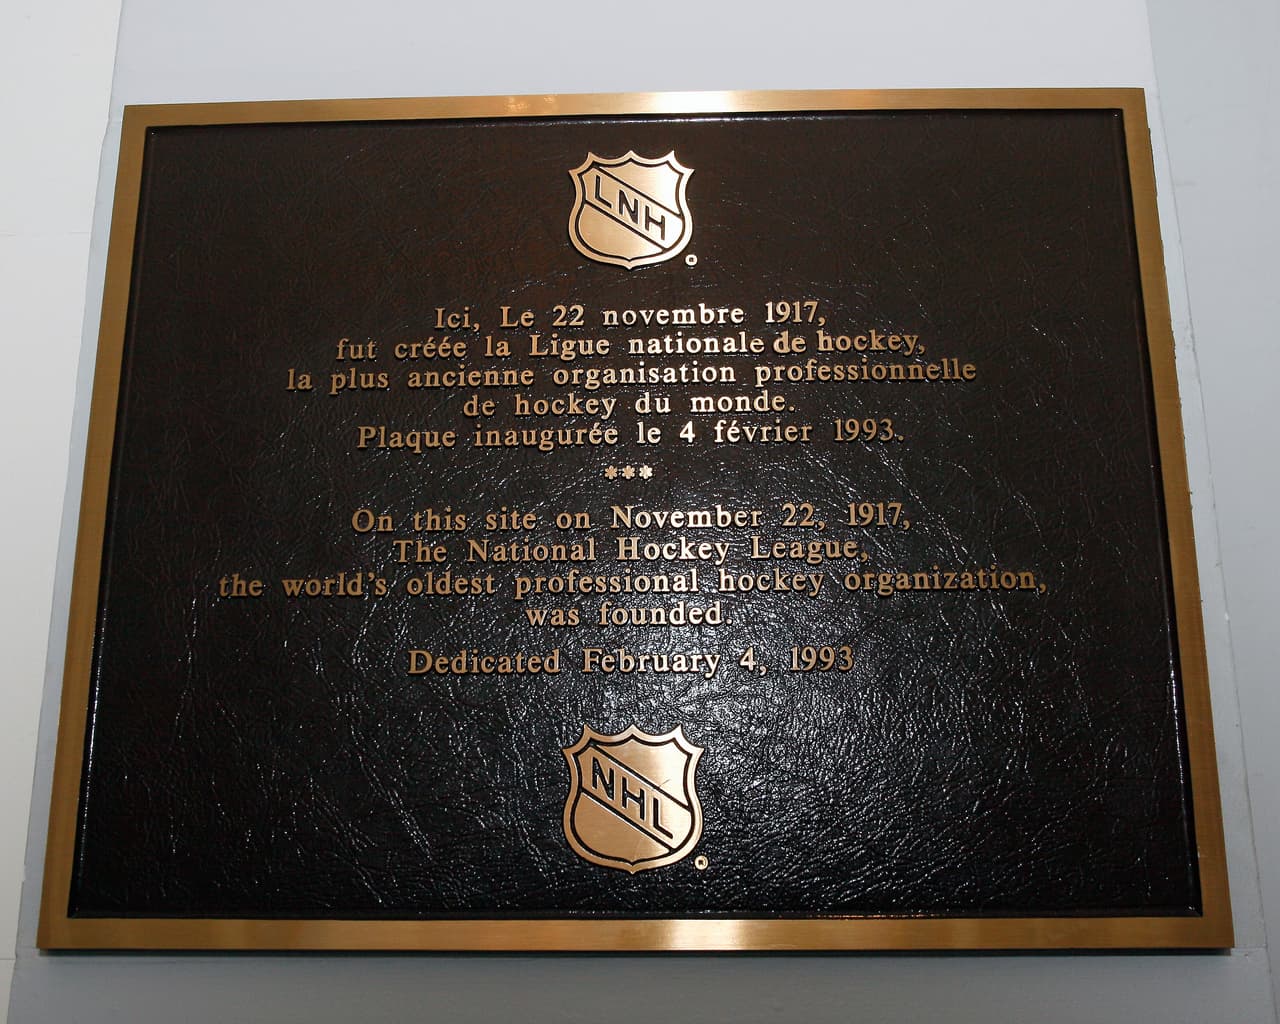 LNH
Ici, Le 22 novembre 1917,
fut créée la Ligue nationale de hockey,
la plus ancienne organisation professionnelle
de hockey du monde.
Plaque inaugurée le 4 février 1993.
***
On this site on November 22, 1917,
The National Hockey League,
the world's oldest professional hockey organization,
was founded.
Dedicated February 4, 1993
NHL